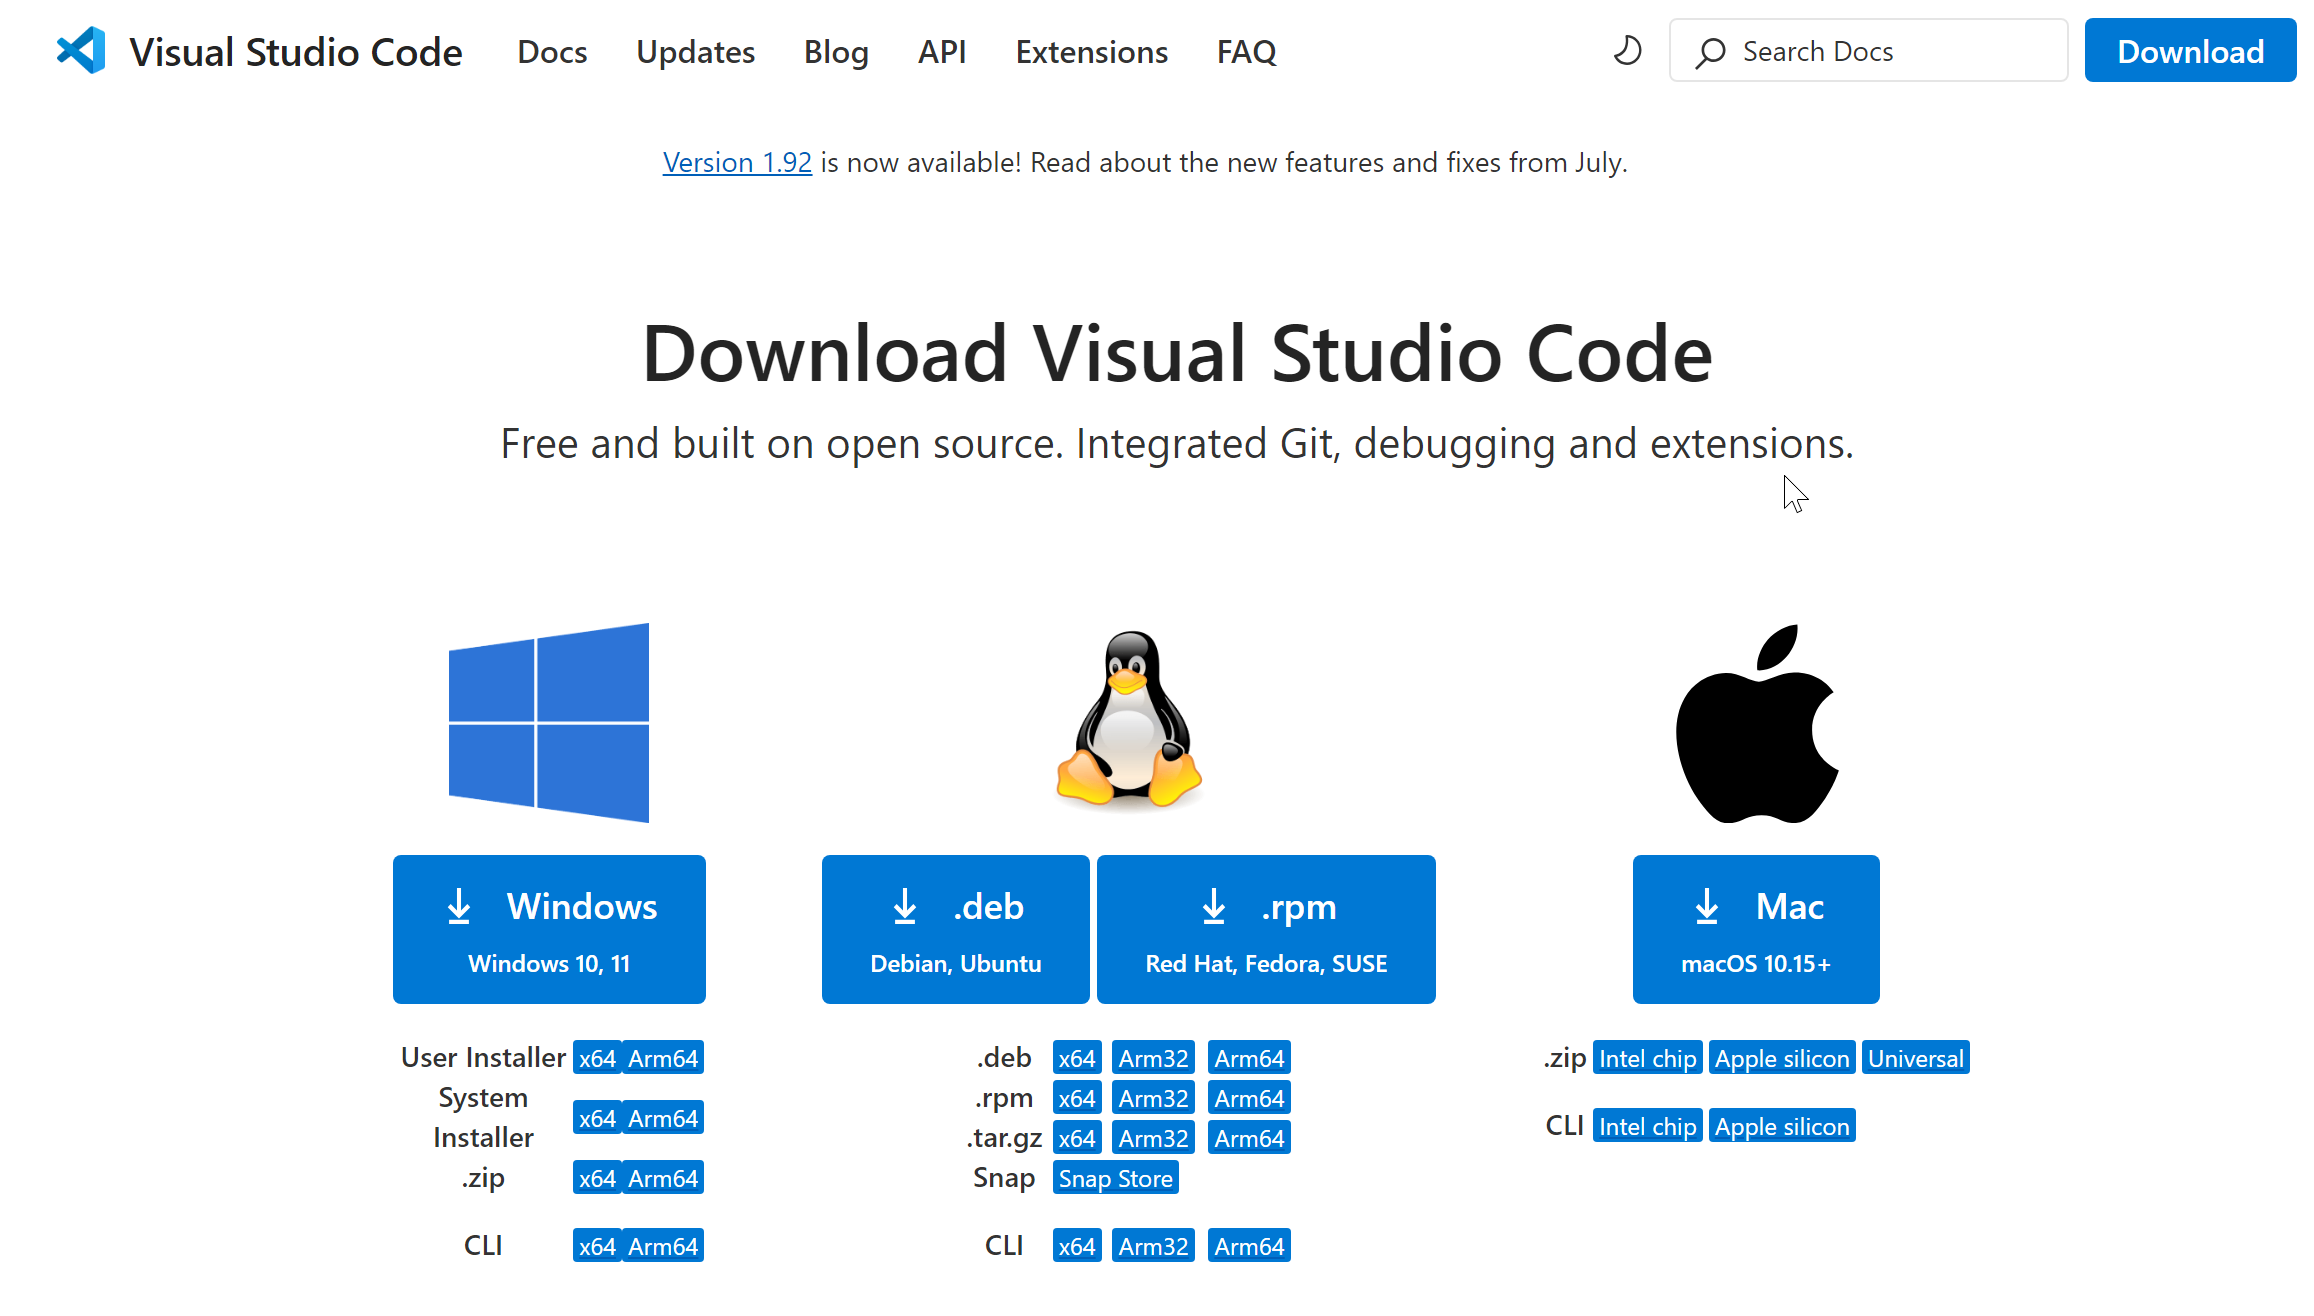 Visual Studio Code Docs Updates Blog API Extensions FAQ Search Docs Download
Version 1.92 is now available! Read about the new features and fixes from July.
Download Visual Studio Code
Free and built on open source. Integrated Git, debugging and extensions.
Windows
Windows 10, 11
User Installer x64 Arm64
System
Installer x64 Arm64
.zip x64 Arm64
CLI x64 Arm64
.deb
Debian, Ubuntu
.rpm
Red Hat, Fedora, SUSE
.deb x64 Arm32 Arm64
.rpm x64 Arm32 Arm64
.tar.gz x64 Arm32 Arm64
Snap Snap Store
CLI x64 Arm32 Arm64
Mac
macOS 10.15+
.zip Intel chip Apple silicon Universal
CLI Intel chip Apple silicon